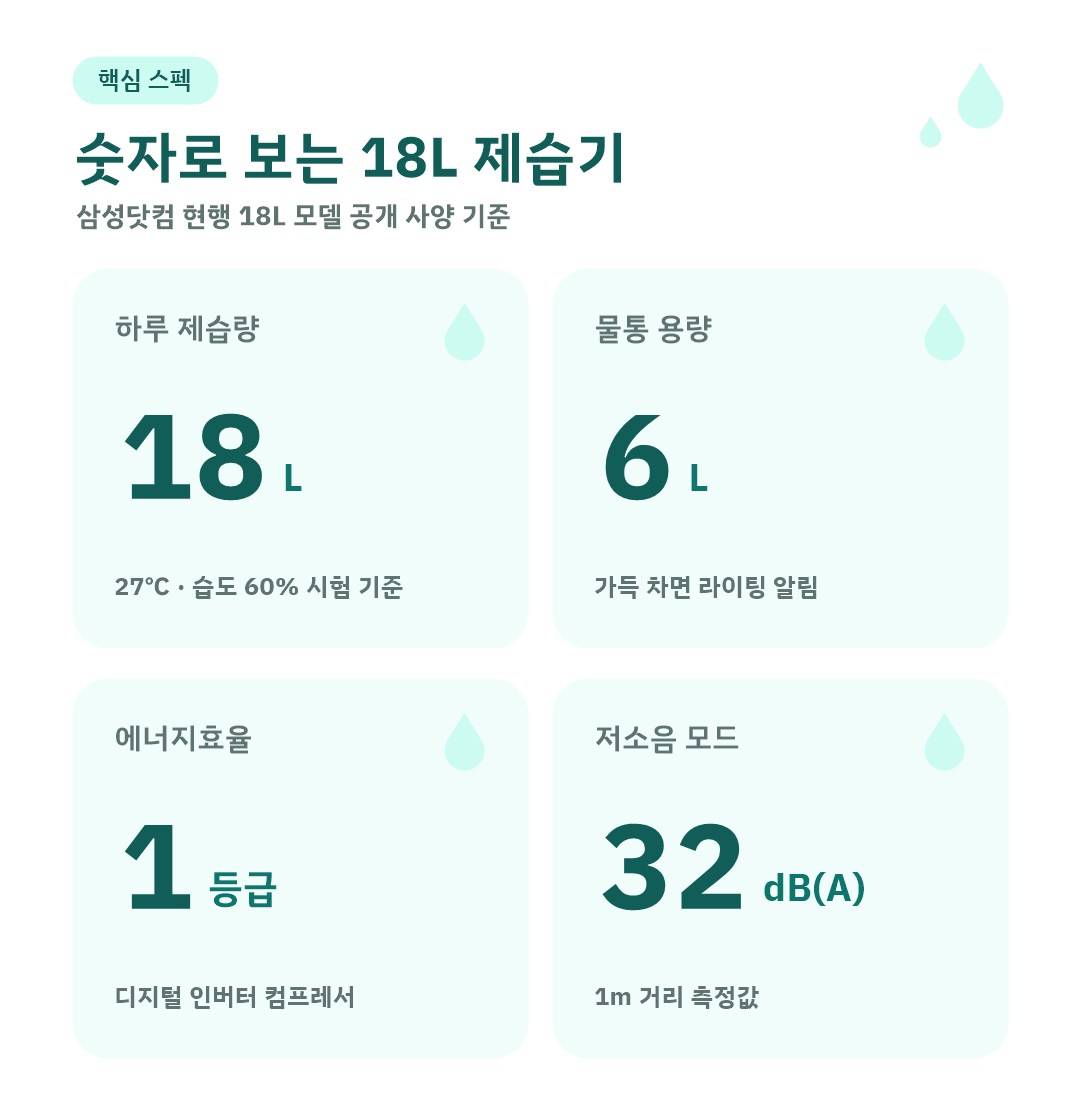 핵심 스펙
숫자로 보는 18L 제습기
삼성닷컴 현행 18L 모델 공개 사양 기준
하루 제습량
18 L
27°C · 습도 60% 시험 기준
물통 용량
6 L
가득 차면 라이팅 알림
에너지효율
1 등급
디지털 인버터 컴프레서
저소음 모드
32 dB(A)
1m 거리 측정값